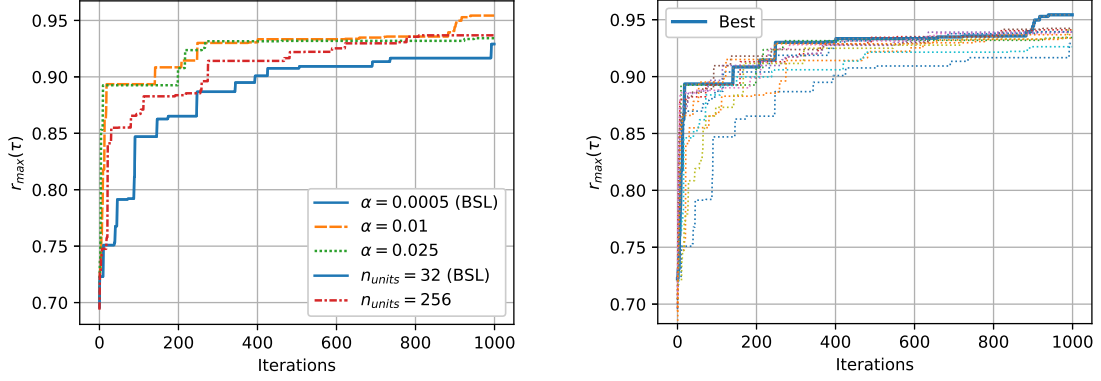 0.95
0.90
0.85
0.80
0.75
0.70
r_max(τ)
α = 0.0005 (BSL)
α = 0.01
α = 0.025
n_units = 32 (BSL)
n_units = 256
0 200 400 600 800 1000
Iterations
Best
0.95
0.90
0.85
0.80
0.75
0.70
r_max(τ)
0 200 400 600 800 1000
Iterations